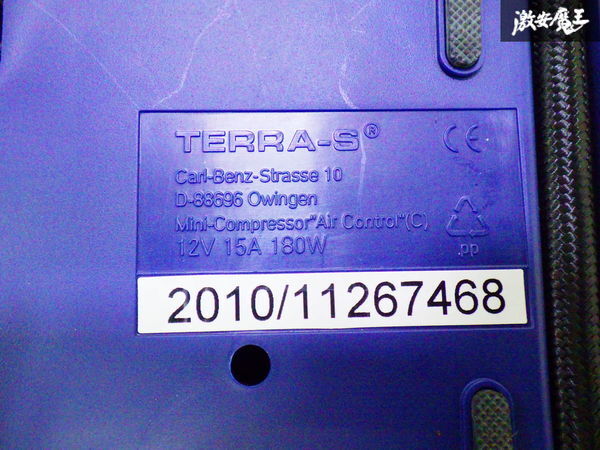 激安魔王
TERRA-S®
CE
Carl-Benz-Strasse 10
D-88696 Owingen
Mini-Compressor"Air Control"(C)
12V 15A 180W
pp
2010/11267468